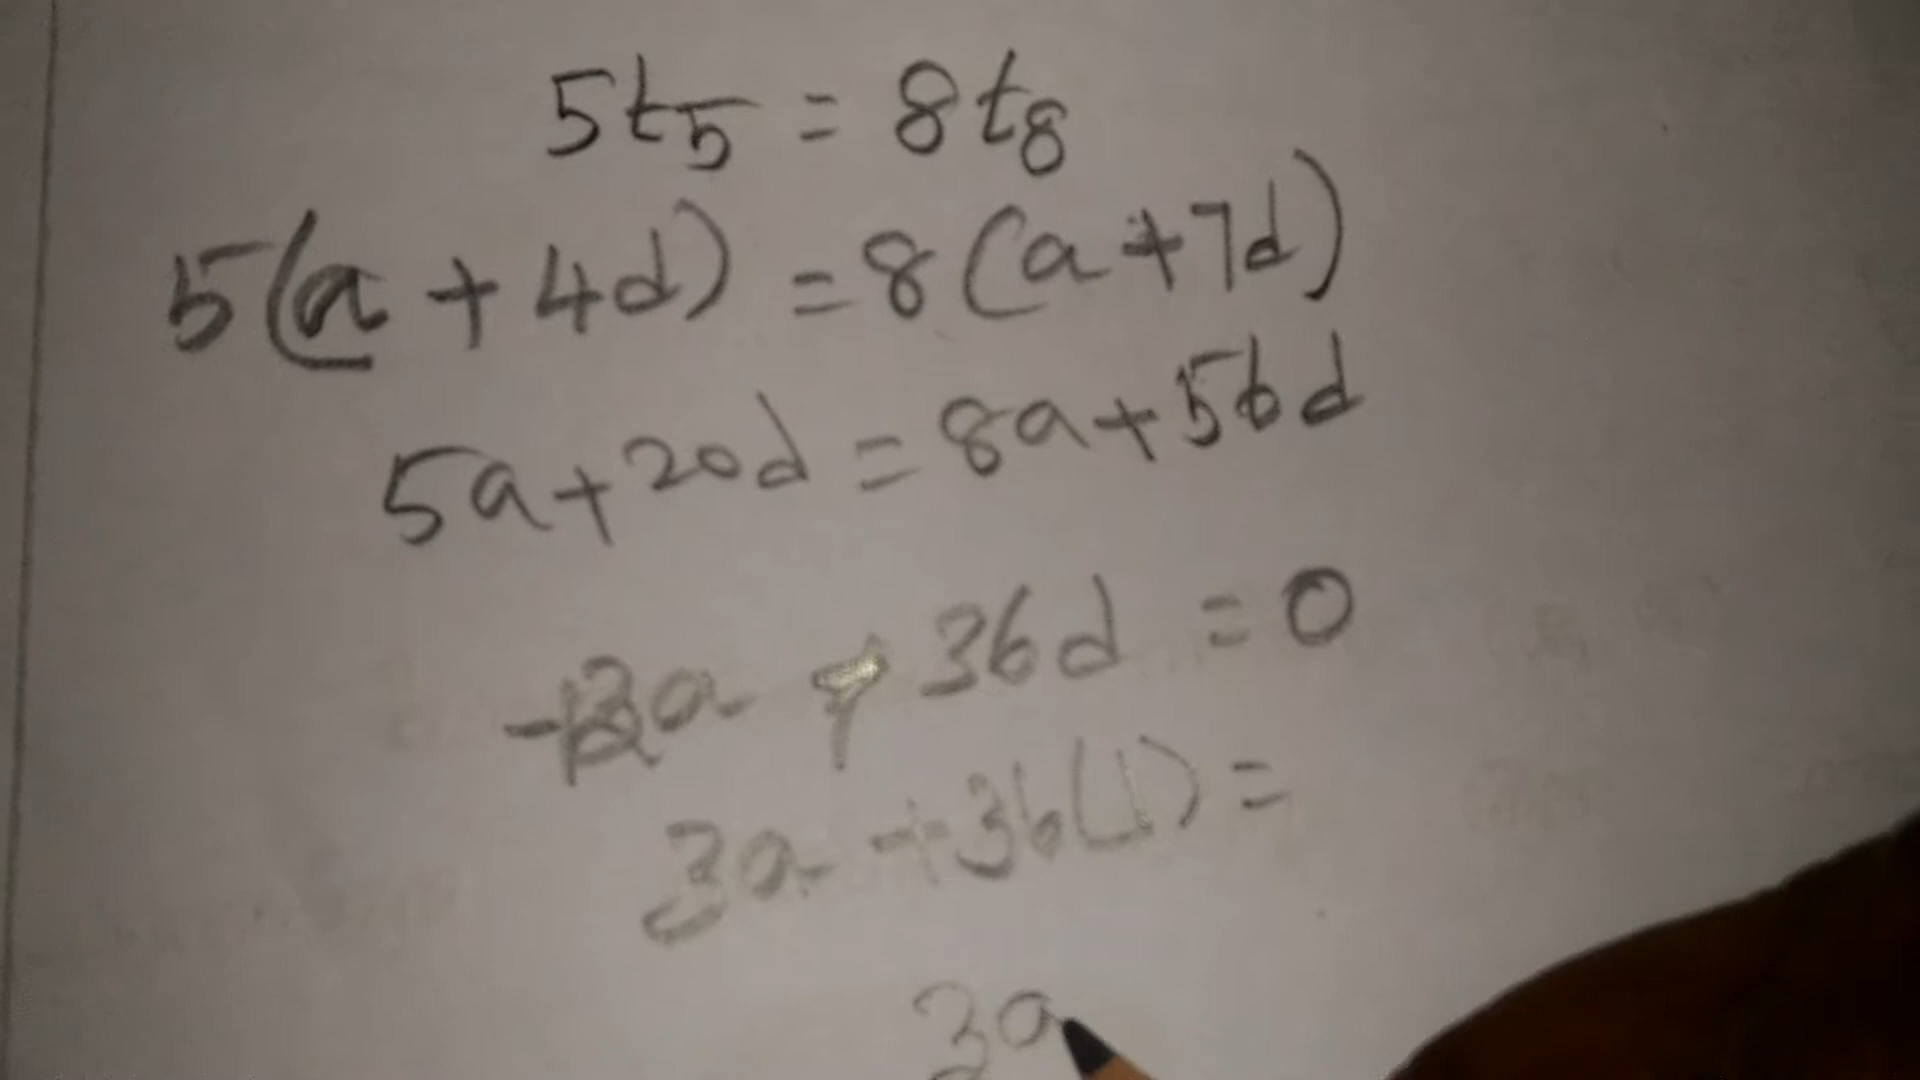 5t₅ = 8t₈
5(a + 4d) = 8(a + 7d)
5a + 20d = 8a + 56d
36d = 0
3a + 36(1) =
3a